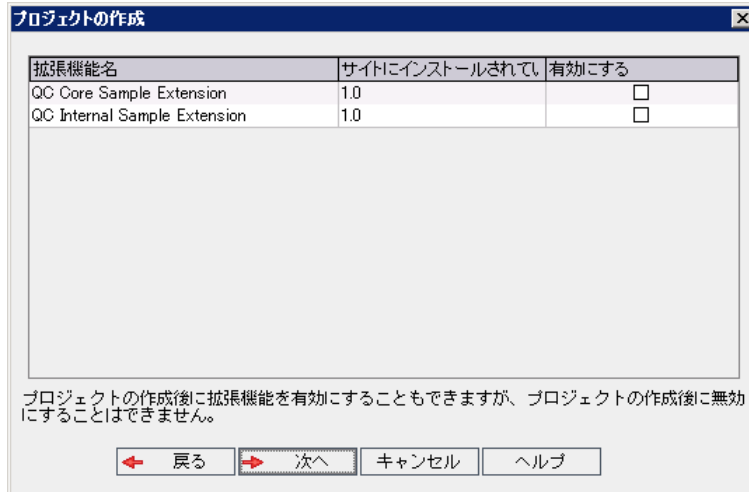 プロジェクトの作成
拡張機能名 サイトにインストールされてい 有効にする
QC Core Sample Extension 1.0
QC Internal Sample Extension 1.0
プロジェクトの作成後に拡張機能を有効にすることもできますが、プロジェクトの作成後に無効
にすることはできません。
戻る 次へ キャンセル ヘルプ